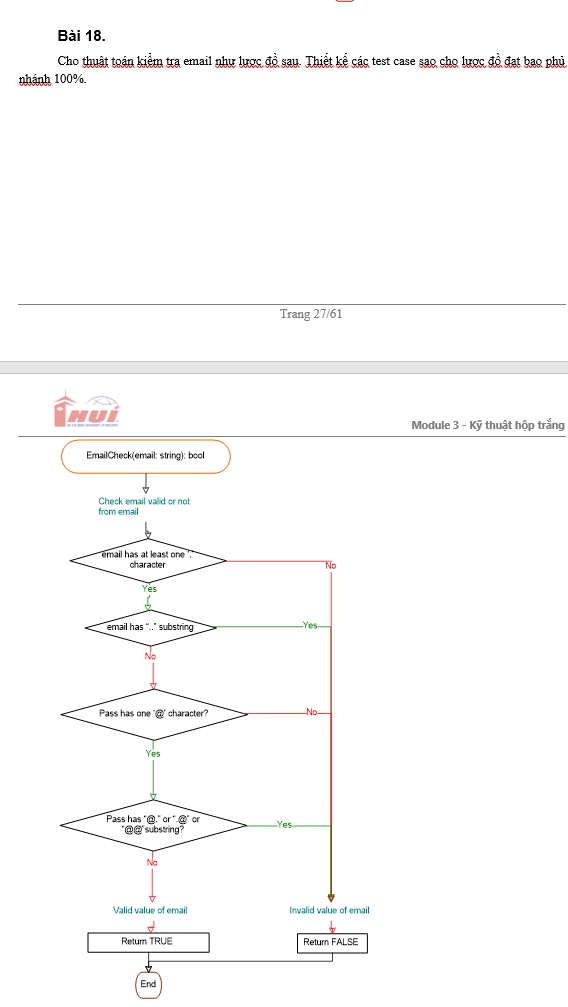 Bài 18.
Cho thuật toán kiểm tra email như lược đồ sau. Thiết kế các test case sao cho lược đồ đạt bao phủ
nhánh 100%.
Trang 27/61
HUI
Module 3 - Kỹ thuật hộp trắng
EmailCheck(email: string): bool
Check email valid or not
from email
email has at least one '.'
character
No
Yes
email has ".." substring
Yes
No
Pass has one '@' character?
No
Yes
Pass has "@." or ".@" or
"@@"substring?
Yes
No
Valid value of email
Invalid value of email
Return TRUE
Return FALSE
End